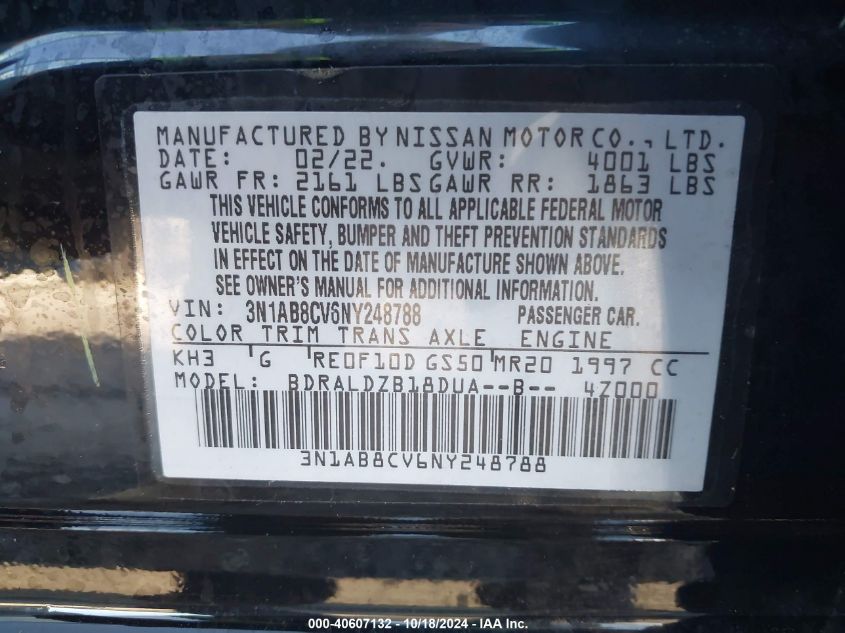 MANUFACTURED BY NISSAN MOTOR CO., LTD.
DATE: 02/22. GVWR: 4001 LBS
GAWR FR: 2161 LBS GAWR RR: 1863 LBS
THIS VEHICLE CONFORMS TO ALL APPLICABLE FEDERAL MOTOR
VEHICLE SAFETY, BUMPER AND THEFT PREVENTION STANDARDS
IN EFFECT ON THE DATE OF MANUFACTURE SHOWN ABOVE.
SEE OWNER'S MANUAL FOR ADDITIONAL INFORMATION.
VIN: 3N1AB8CV6NY248788 PASSENGER CAR.
COLOR TRIM TRANS AXLE ENGINE
KH3 G RE0F10D GS50 MR20 1997 CC
MODEL: BDRALDZB18DUA--B-- 4Z000
3N1AB8CV6NY248788
000-40607132 - 10/18/2024 - IAA Inc.